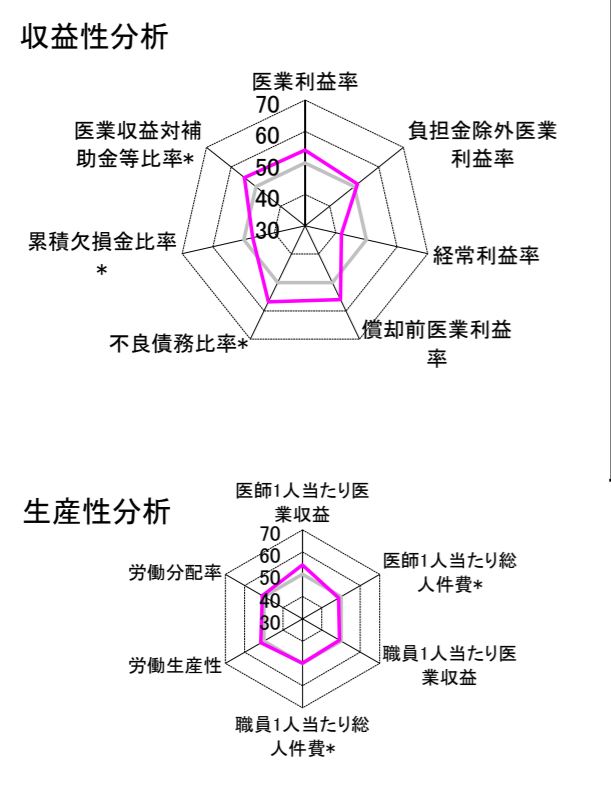 収益性分析
医業利益率
70
60
50
40
30
負担金除外医業
利益率
経常利益率
償却前医業利益
率
不良債務比率*
累積欠損金比率
*
医業収益対補
助金等比率*
生産性分析
医師1人当たり医
業収益
70
60
50
40
30
医師1人当たり総
人件費*
職員1人当たり医
業収益
職員1人当たり総
人件費*
労働生産性
労働分配率